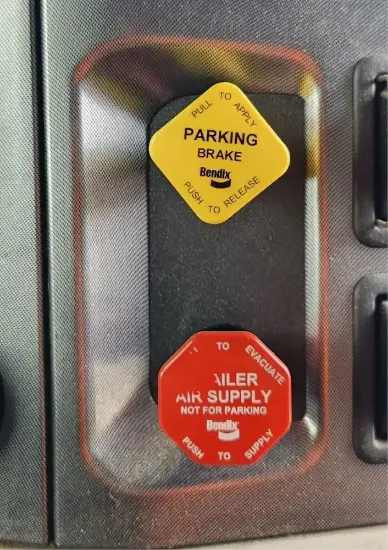 PULL TO APPLY
PARKING
BRAKE
Bendix
PUSH TO RELEASE
TO EVACUATE
AILER
AIR SUPPLY
NOT FOR PARKING
Bendix
PUSH TO SUPPLY